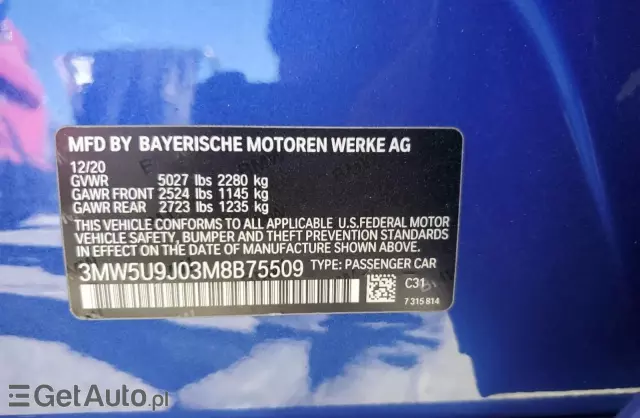 MFD BY BAYERISCHE MOTOREN WERKE AG
12/20
GVWR 5027 lbs 2280 kg
GAWR FRONT 2524 lbs 1145 kg
GAWR REAR 2723 lbs 1235 kg
THIS VEHICLE CONFORMS TO ALL APPLICABLE U.S.FEDERAL MOTOR
VEHICLE SAFETY, BUMPER AND THEFT PREVENTION STANDARDS
IN EFFECT ON THE DATE OF MANUFACTURE SHOWN ABOVE
3MW5U9J03M8B75509 TYPE: PASSENGER CAR
C31
7 315 814
GetAuto.pl